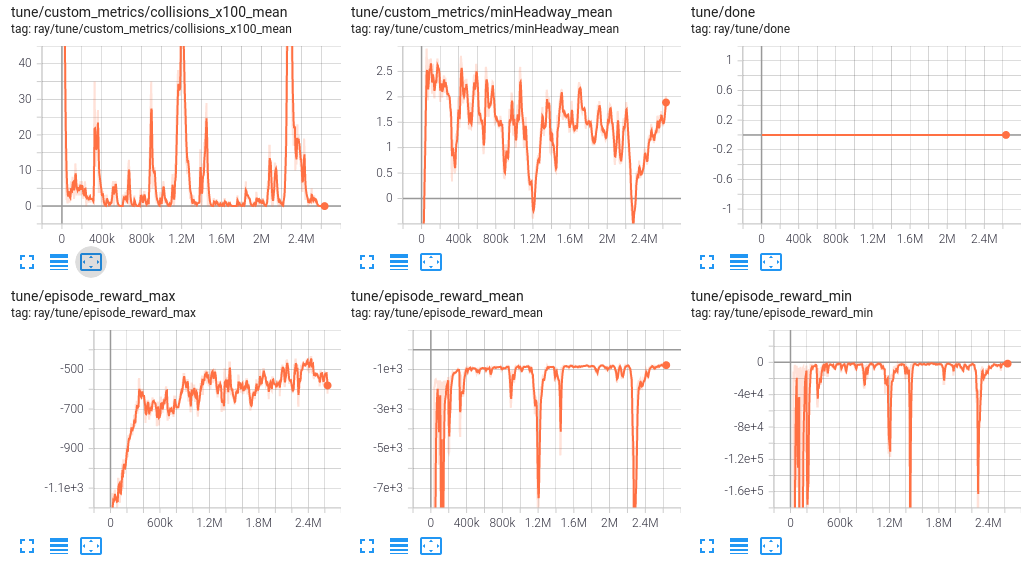 tune/custom_metrics/collisions_x100_mean
tag: ray/tune/custom_metrics/collisions_x100_mean
40
30
20
10
0
0 400k 800k 1.2M 1.6M 2M 2.4M
tune/custom_metrics/minHeadway_mean
tag: ray/tune/custom_metrics/minHeadway_mean
2.5
2
1.5
1
0.5
0
0 400k 800k 1.2M 1.6M 2M 2.4M
tune/done
tag: ray/tune/done
1
0.6
0.2
-0.2
-0.6
-1
0 400k 800k 1.2M 1.6M 2M 2.4M
tune/episode_reward_max
tag: ray/tune/episode_reward_max
-500
-700
-900
-1.1e+3
0 600k 1.2M 1.8M 2.4M
tune/episode_reward_mean
tag: ray/tune/episode_reward_mean
-1e+3
-3e+3
-5e+3
-7e+3
0 400k 800k 1.2M 1.6M 2M 2.4M
tune/episode_reward_min
tag: ray/tune/episode_reward_min
0
-4e+4
-8e+4
-1.2e+5
-1.6e+5
0 600k 1.2M 1.8M 2.4M